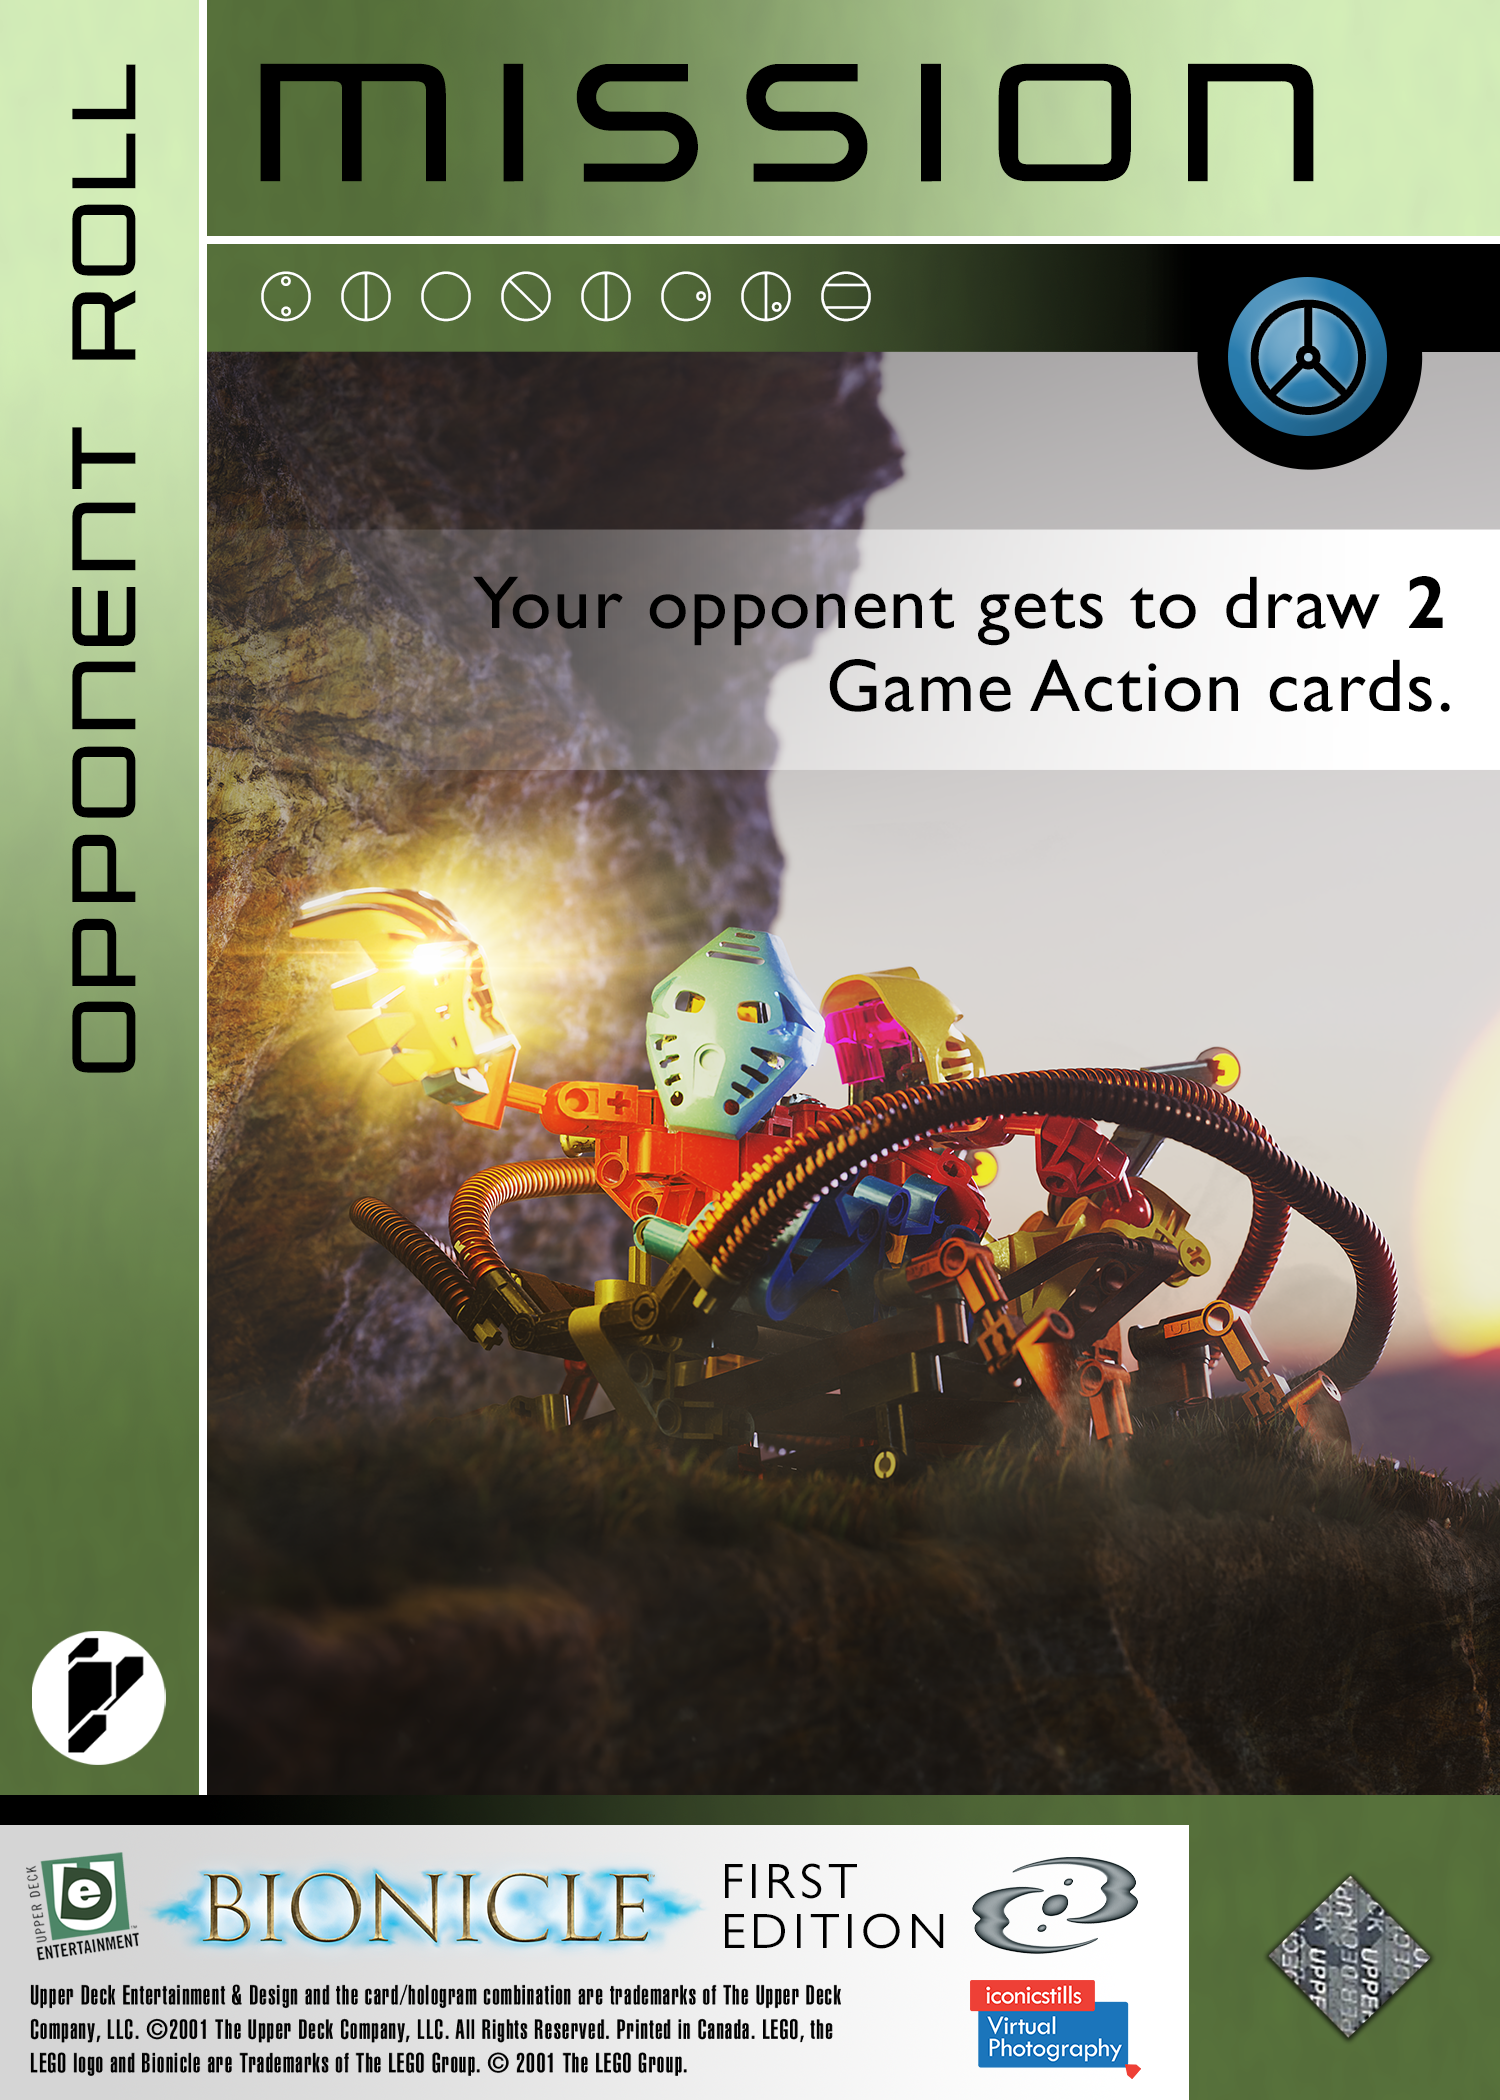 MISSION
OPPONENT ROLL
Your opponent gets to draw 2
Game Action cards.
UPPER DECK
e
ENTERTAINMENT
BIONICLE
FIRST
EDITION
Upper Deck Entertainment & Design and the card/hologram combination are trademarks of The Upper Deck
Company, LLC. ©2001 The Upper Deck Company, LLC. All Rights Reserved. Printed in Canada. LEGO, the
LEGO logo and Bionicle are Trademarks of The LEGO Group. © 2001 The LEGO Group.
iconicstills
Virtual
Photography